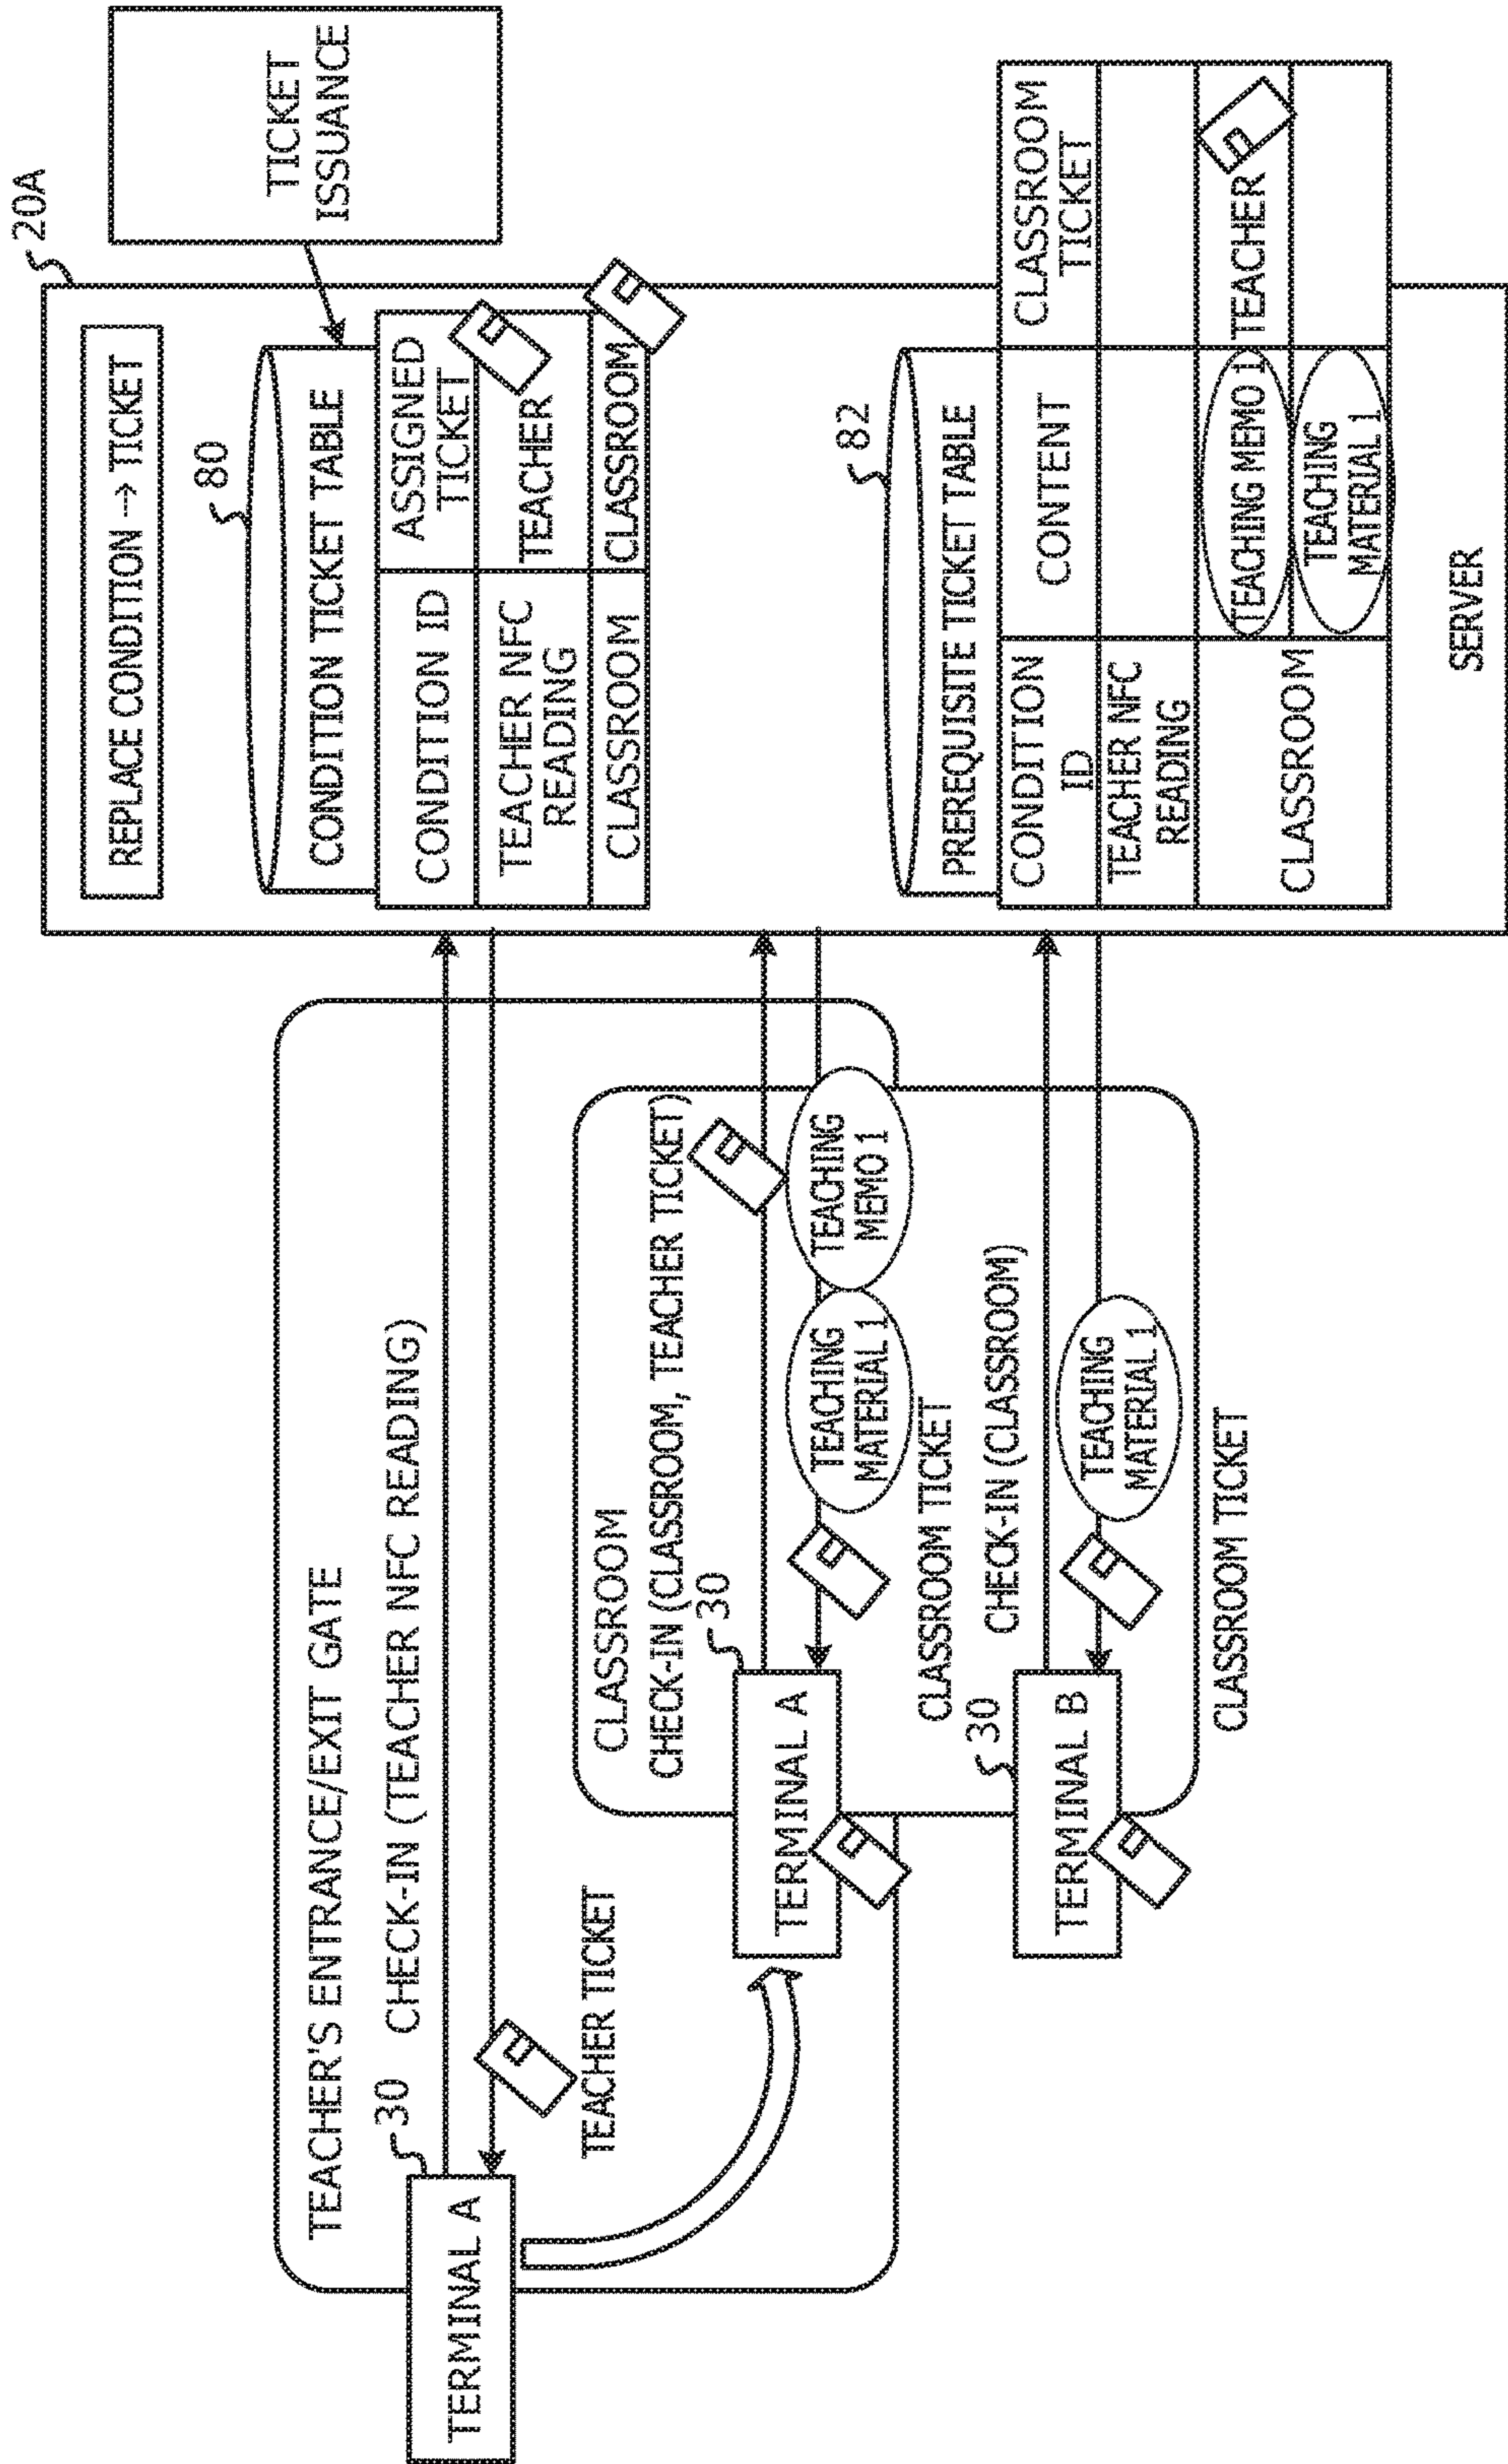 TEACHER'S ENTRANCE/EXIT GATE
30
CHECK-IN (TEACHER NFC READING)
TERMINAL A
TEACHER TICKET
CLASSROOM
CHECK-IN (CLASSROOM, TEACHER TICKET)
30
TERMINAL A
TEACHING
MATERIAL 1
TEACHING
MEMO 1
CLASSROOM TICKET
30
CHECK-IN (CLASSROOM)
TERMINAL B
TEACHING
MATERIAL 1
CLASSROOM TICKET
20A
REPLACE CONDITION → TICKET
TICKET
ISSUANCE
80
CONDITION TICKET TABLE
CONDITION ID
ASSIGNED
TICKET
TEACHER NFC
READING
TEACHER
CLASSROOM
CLASSROOM
82
PREREQUISITE TICKET TABLE
CONDITION
ID
CONTENT
CLASSROOM
TICKET
TEACHER NFC
READING
CLASSROOM
TEACHING MEMO 1
TEACHER
TEACHING
MATERIAL 1
SERVER